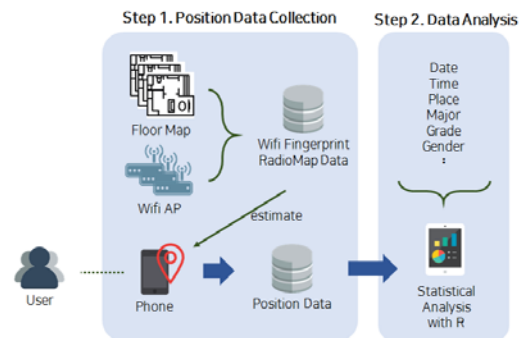 Step 1. Position Data Collection
Step 2. Data Analysis
Floor Map
Wifi AP
Wifi Fingerprint
RadioMap Data
estimate
User
Phone
Position Data
Date
Time
Place
Major
Grade
Gender
:
Statistical
Analysis
with R